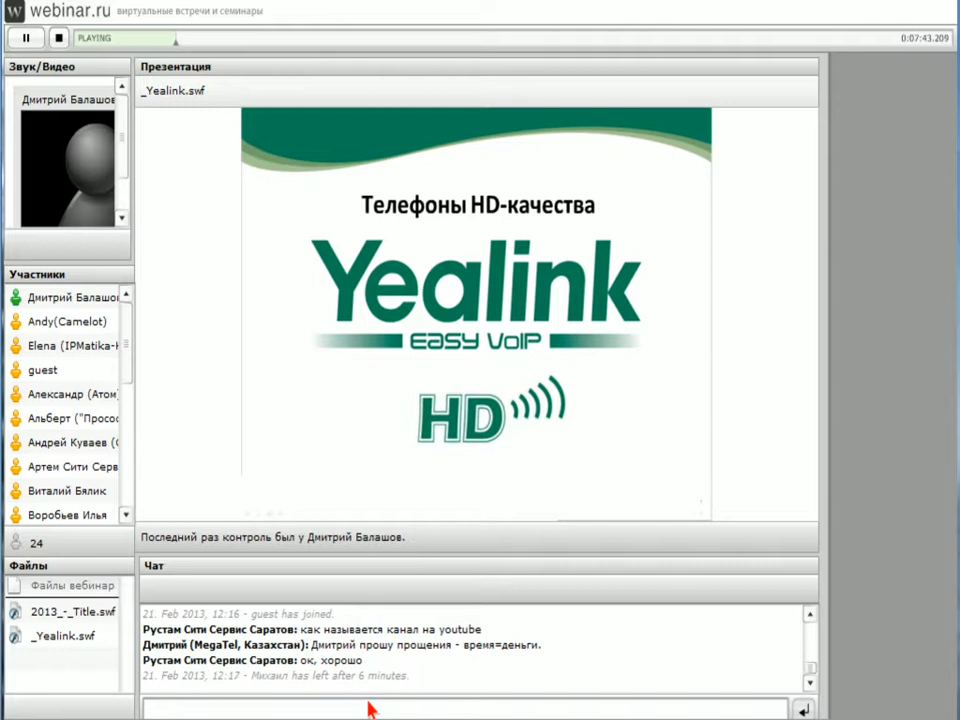 webinar.ru виртуальные встречи и семинары
PLAYING
0:07:43.209
Звук/Видео
Дмитрий Балашов
Презентация
_Yealink.swf
Телефоны HD-качества
Yealink
EASY VoIP
HD
Участники
Дмитрий Балашо
Andy(Camelot)
Elena (IPMatika-
guest
Александр (Атом
Альберт ("Просо
Андрей Куваев (
Артем Сити Серв
Виталий Бялик
Воробьев Илья
24
Последний раз контроль был у Дмитрий Балашов.
Файлы
Файлы вебинар
2013_-_Title.swf
_Yealink.swf
Чат
21. Feb 2013, 12:16 - guest has joined.
Рустам Сити Сервис Саратов: как называется канал на youtube
Дмитрий (MegaTel, Казахстан): Дмитрий прошу прощения - время=деньги.
Рустам Сити Сервис Саратов: ок, хорошо
21. Feb 2013, 12:17 - Михаил has left after 6 minutes.